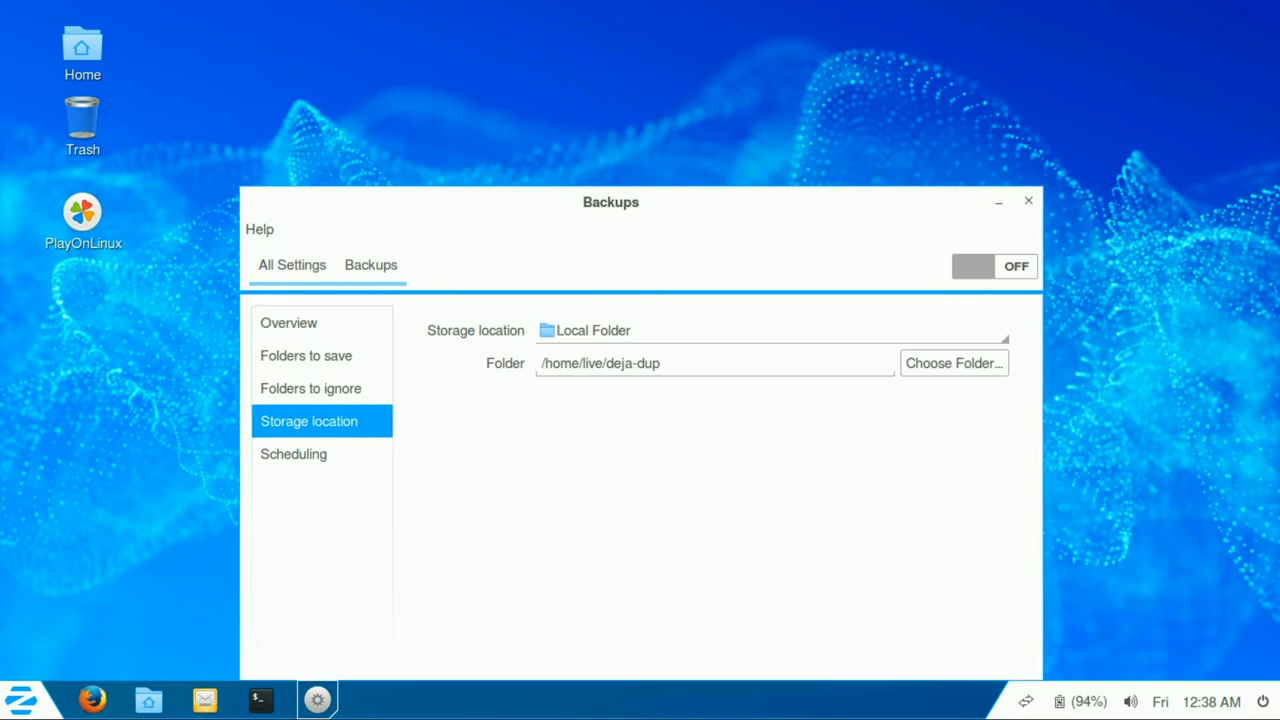 Home
Trash
PlayOnLinux
Backups
Help
All Settings Backups
OFF
Overview
Folders to save
Folders to ignore
Storage location
Scheduling
Storage location Local Folder
Folder /home/live/deja-dup Choose Folder...
(94%) Fri 12:38 AM